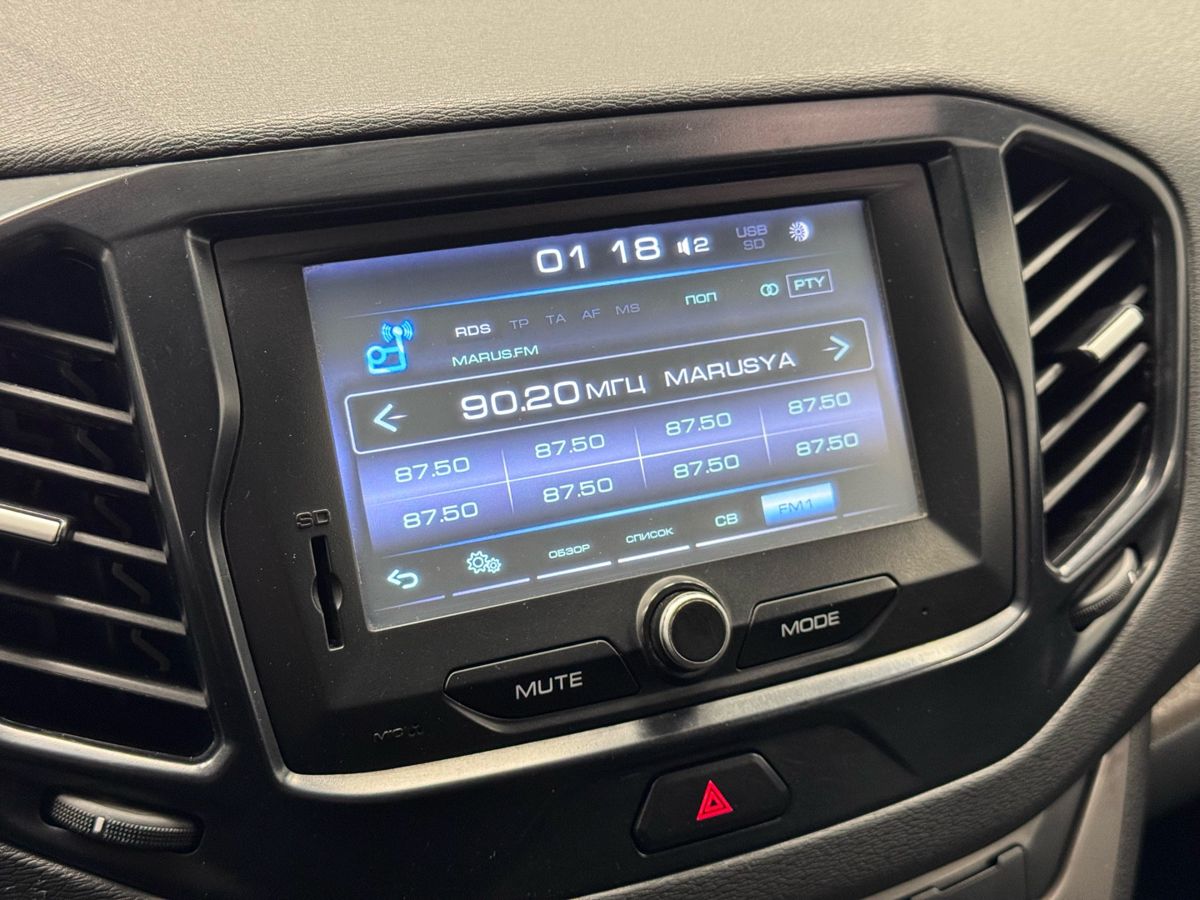 01 18 2 USB SD
RDS TP TA AF MS ПОП PTY
MARUS.FM
90.20 МГЦ MARUSYA
87.50 87.50 87.50 87.50
87.50 87.50 87.50 87.50
ОБЗОР СПИСОК СВ FM1
SD
MUTE MODE